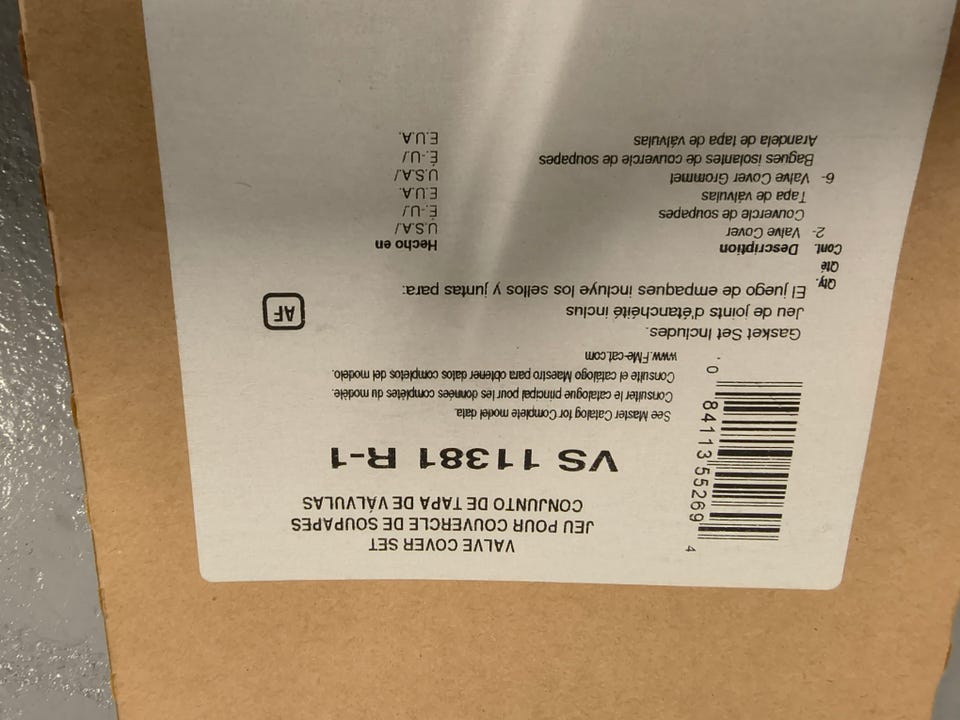 VALVE COVER SET
JEU POUR COUVERCLE DE SOUPAPES
CONJUNTO DE TAPA DE VÁLVULAS
VS 11381 R-1
0 84113 55269 4
See Master Catalog for Complete model data.
Consulter le catalogue principal pour les données complètes du modèle.
Consulte el catálogo Maestro para obtener datos completos del modelo.
www.FMe-cat.com
Gasket Set Includes.
Jeu de joints d'étanchéité inclus
El juego de empaques incluye los sellos y juntas para:
AF
Qty.
Qté
Cont. Description Hecho en
2- Valve Cover U.S.A./
Couvercle de soupapes É.-U./
Tapa de válvulas E.U.A.
6- Valve Cover Grommet U.S.A./
Bagues isolantes de couvercle de soupapes É.-U./
Arandela de tapa de válvulas E.U.A.